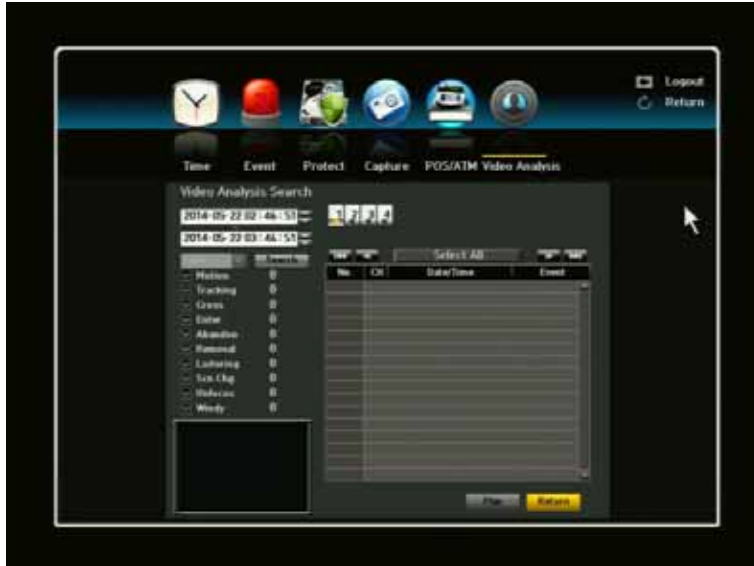 Logout
Return
Time Event Protect Capture POS/ATM Video Analysis
Video Analysis Search
2014-05-22 02:46:51
1 2 3 4
2014-05-22 03:46:51
Select All
Search
No. CH Date/Time Event
Motion 0
Tracking 0
Cross 0
Enter 0
Abandon 0
Removal 0
Loitering 0
Scn Chg 0
Defocus 0
Windy 0
Play Return